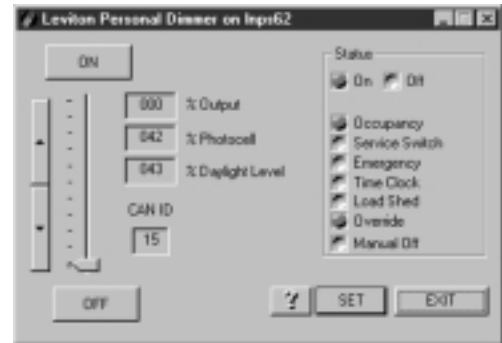 Leviton Personal Dimmer on lnps62
ON
000 % Output
042 % Photocell
043 % Daylight Level
CAN ID
15
OFF
Status
On Off
Occupancy
Service Switch
Emergency
Time Clock
Load Shed
Override
Manual Off
? SET EXIT